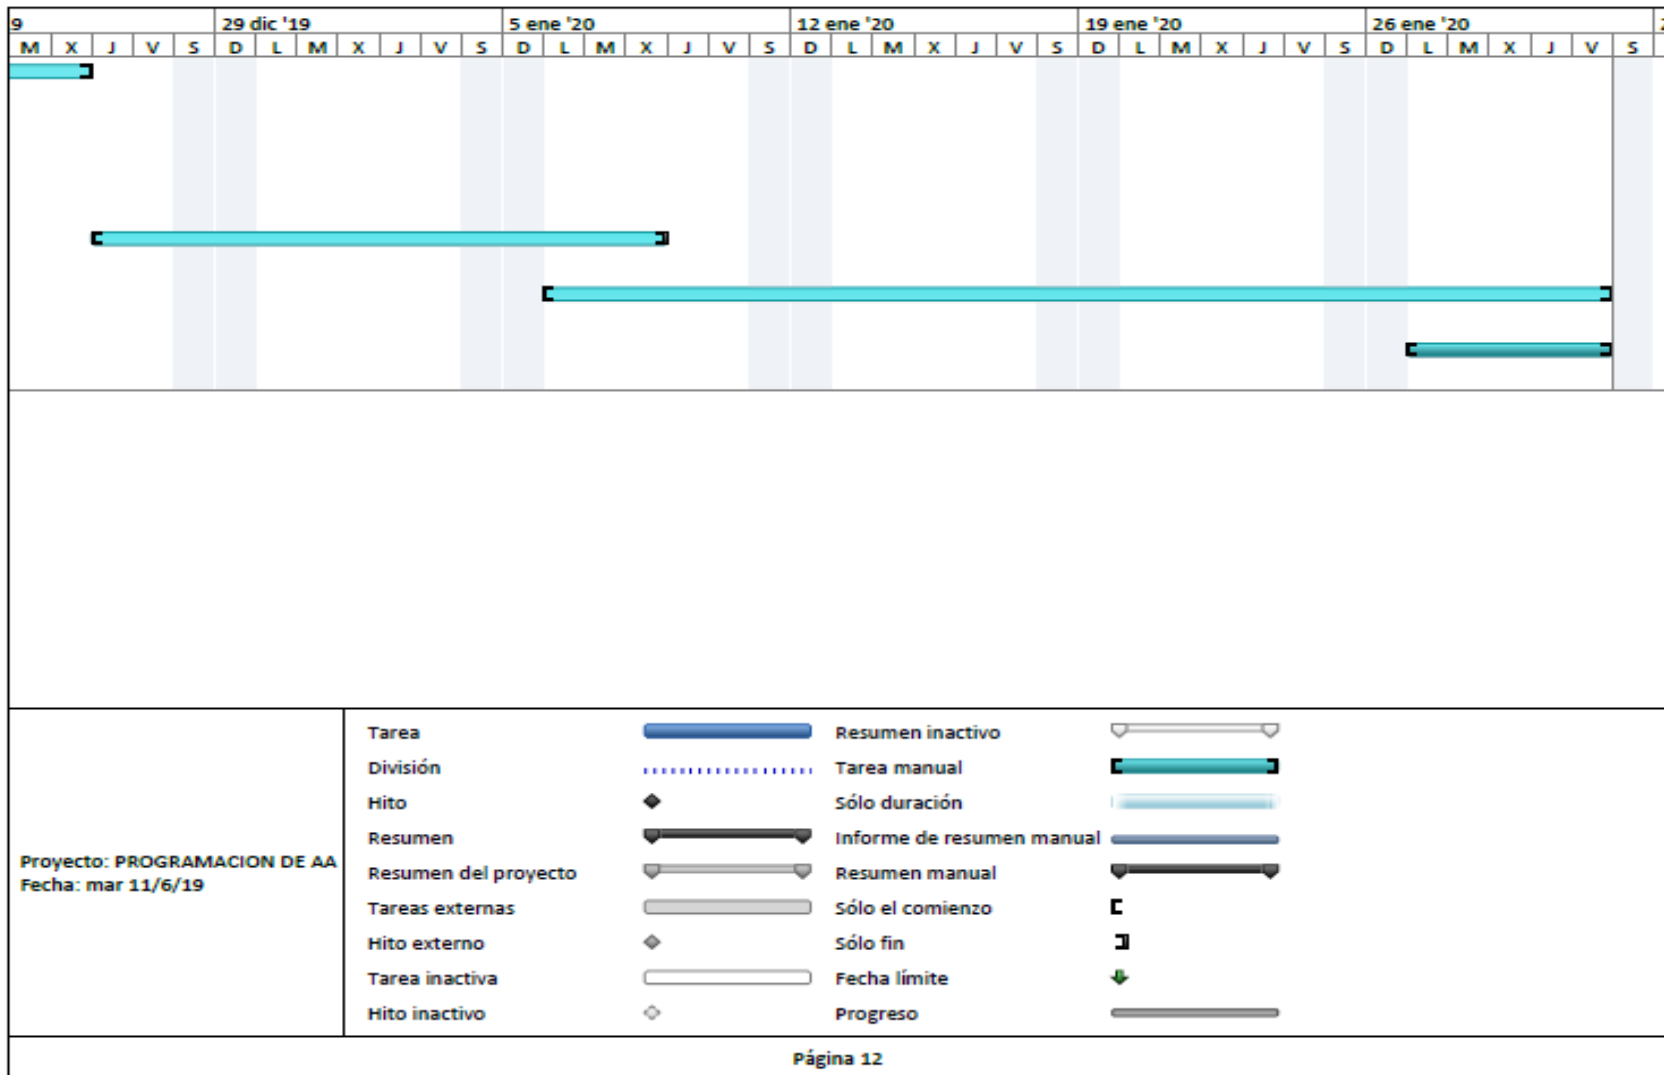 9 29 dic '19 5 ene '20 12 ene '20 19 ene '20 26 ene '20
M X J V S D L M X J V S D L M X J V S D L M X J V S D L M X J V S D L M X J V S
Tarea Resumen inactivo
División Tarea manual
Hito Sólo duración
Resumen Informe de resumen manual
Resumen del proyecto Resumen manual
Tareas externas Sólo el comienzo
Hito externo Sólo fin
Tarea inactiva Fecha límite
Hito inactivo Progreso
Proyecto: PROGRAMACION DE AA
Fecha: mar 11/6/19
Página 12